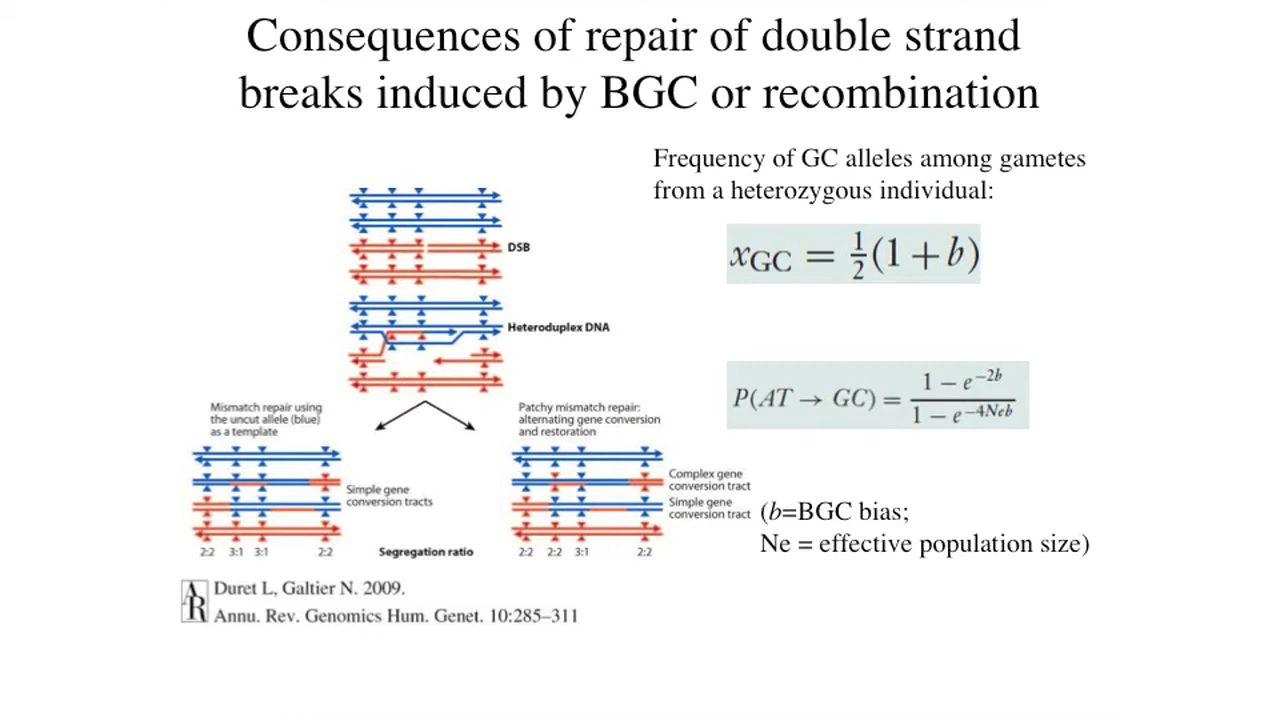 Consequences of repair of double strand
breaks induced by BGC or recombination
Frequency of GC alleles among gametes
from a heterozygous individual:
x_GC = 1/2 (1 + b)
P(AT → GC) = (1 − e^−2b) / (1 − e^−4Neb)
(b=BGC bias;
Ne = effective population size)
DSB
Heteroduplex DNA
Mismatch repair using
the uncut allele (blue)
as a template
Patchy mismatch repair:
alternating gene conversion
and restoration
Simple gene
conversion tracts
Complex gene
conversion tract
Simple gene
conversion tract
2:2 3:1 3:1 2:2 Segregation ratio 2:2 2:2 3:1 2:2
AR
Duret L, Galtier N. 2009.
Annu. Rev. Genomics Hum. Genet. 10:285–311